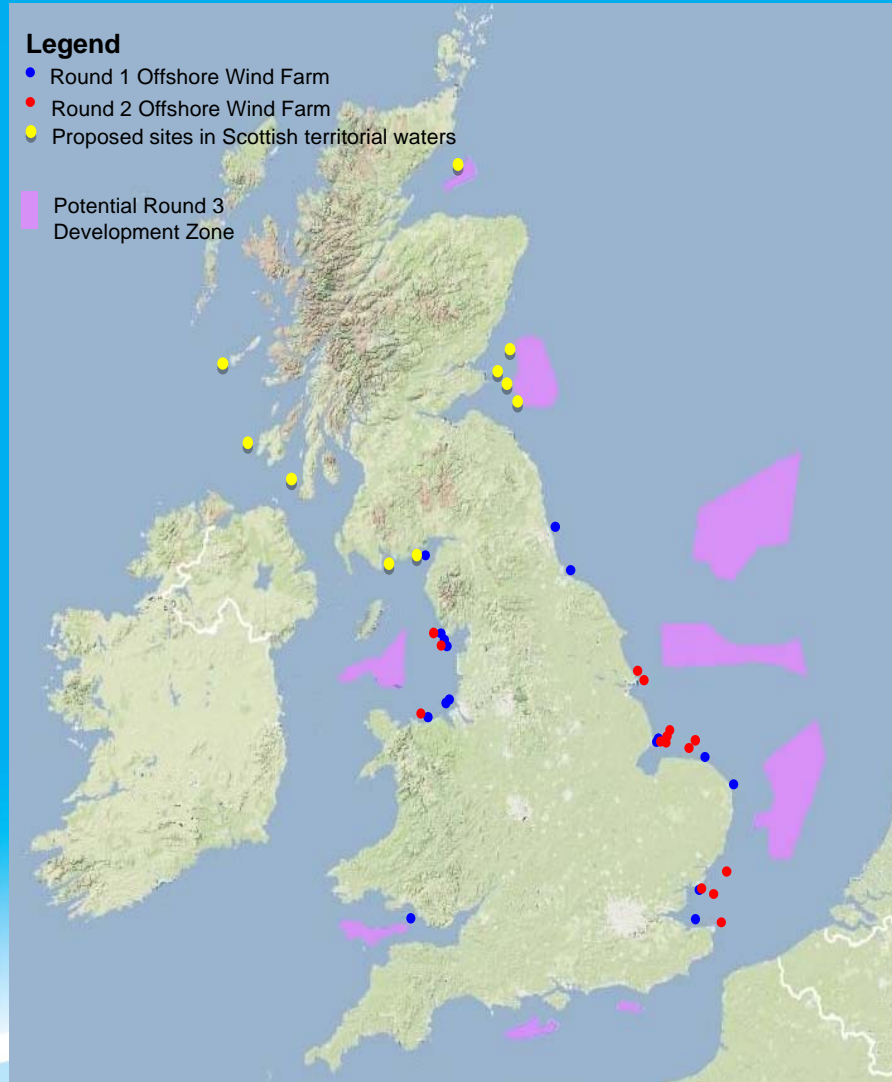 Legend
Round 1 Offshore Wind Farm
Round 2 Offshore Wind Farm
Proposed sites in Scottish territorial waters
Potential Round 3
Development Zone